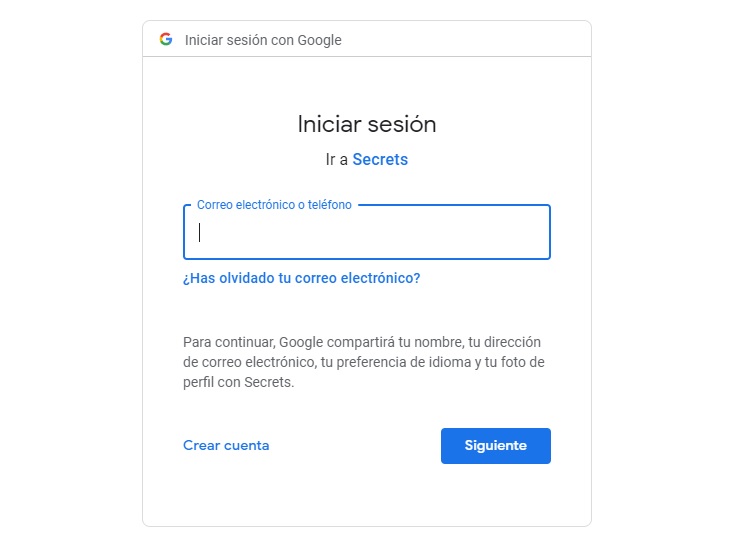 Iniciar sesión con Google
Iniciar sesión
Ir a Secrets
Correo electrónico o teléfono
¿Has olvidado tu correo electrónico?
Para continuar, Google compartirá tu nombre, tu dirección
de correo electrónico, tu preferencia de idioma y tu foto de
perfil con Secrets.
Crear cuenta
Siguiente